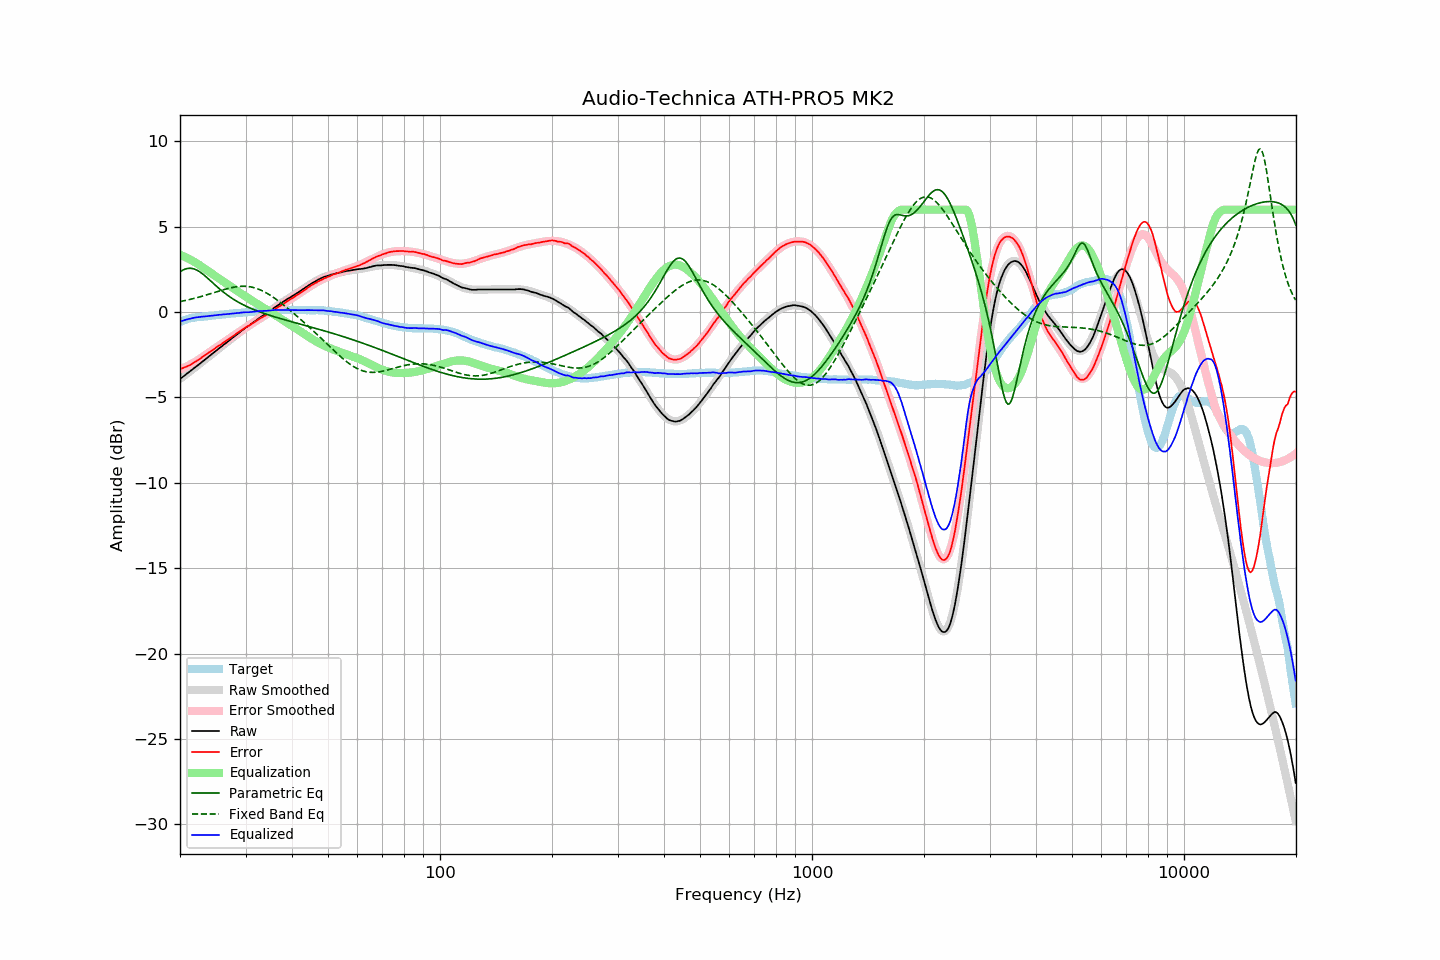 Audio-Technica ATH-PRO5 MK2
10
5
0
−5
−10
−15
−20
−25
−30
Amplitude (dBr)
Target
Raw Smoothed
Error Smoothed
Raw
Error
Equalization
Parametric Eq
Fixed Band Eq
Equalized
100
1000
10000
Frequency (Hz)